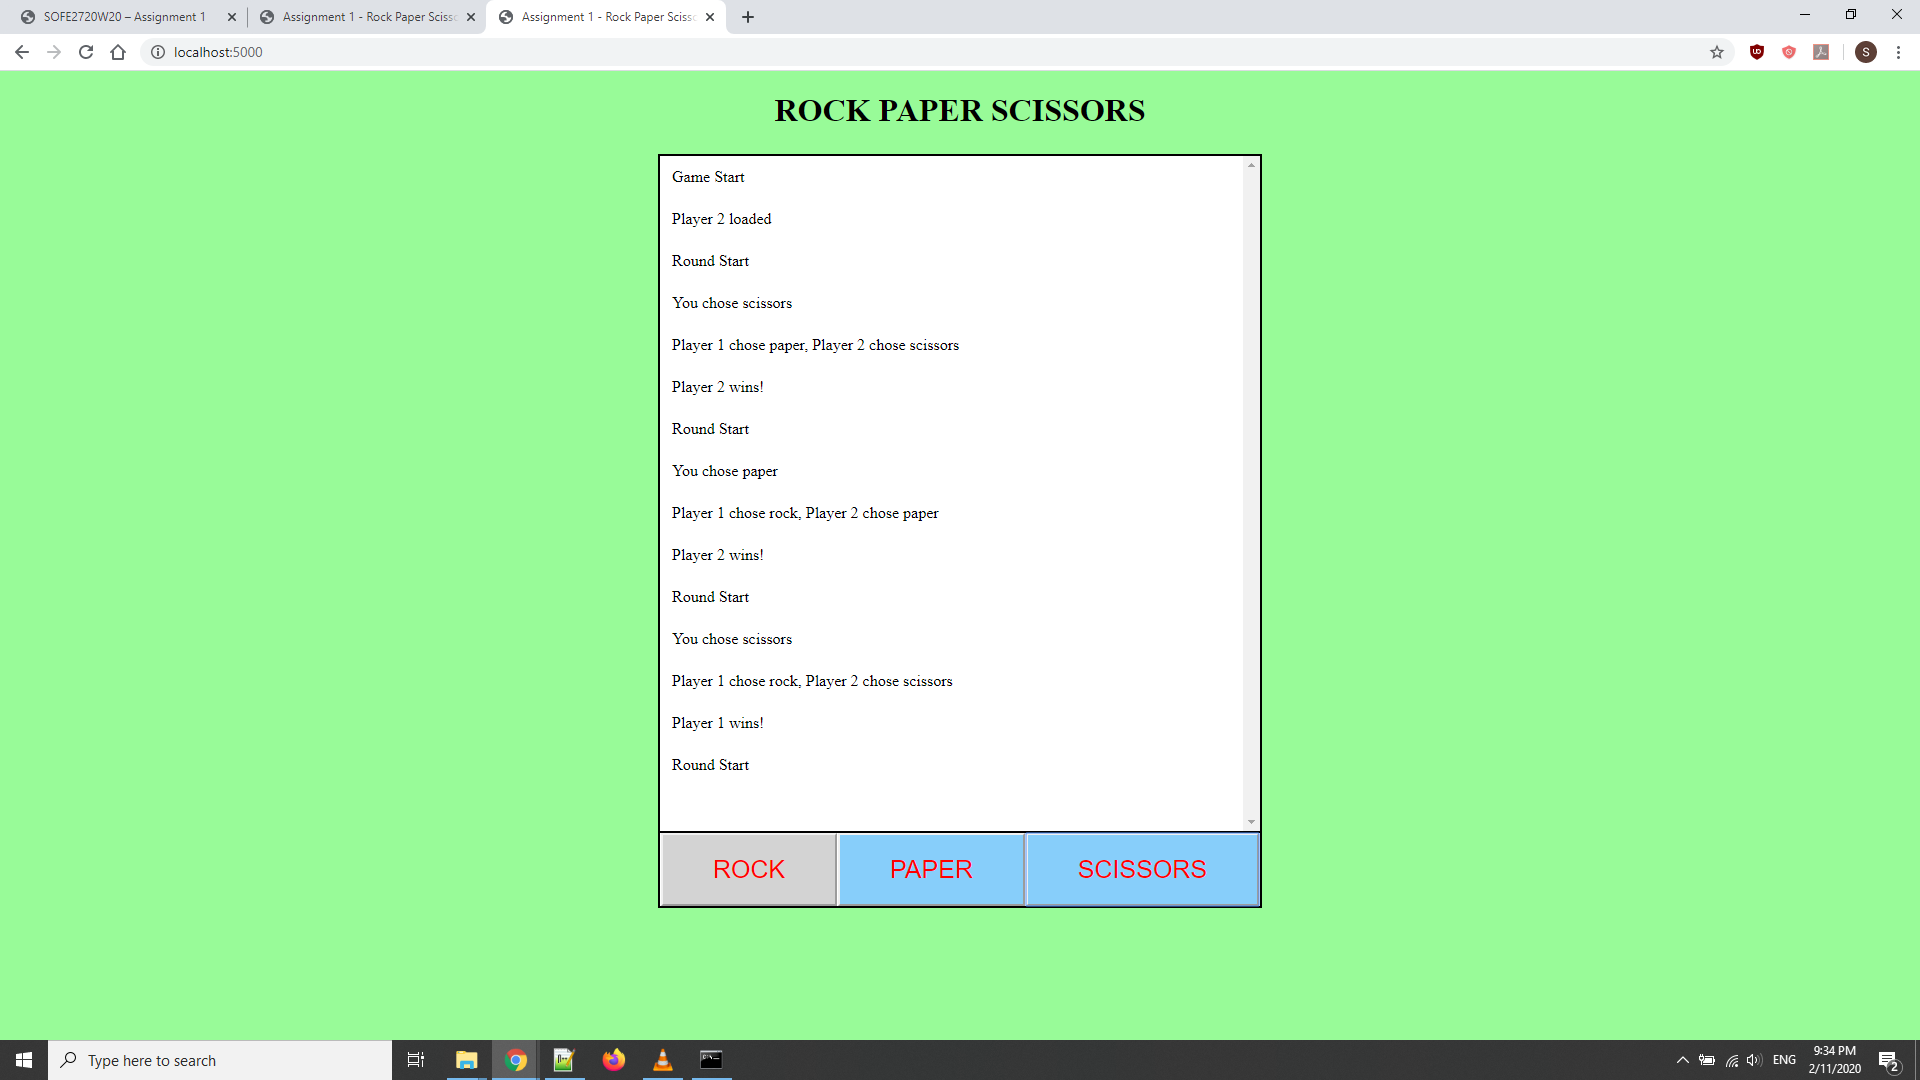 SOFE2720W20 – Assignment 1
Assignment 1 - Rock Paper Scissc
Assignment 1 - Rock Paper Scissc
localhost:5000
S
ROCK PAPER SCISSORS
Game Start
Player 2 loaded
Round Start
You chose scissors
Player 1 chose paper, Player 2 chose scissors
Player 2 wins!
Round Start
You chose paper
Player 1 chose rock, Player 2 chose paper
Player 2 wins!
Round Start
You chose scissors
Player 1 chose rock, Player 2 chose scissors
Player 1 wins!
Round Start
ROCK PAPER SCISSORS
Type here to search
ENG
9:34 PM
2/11/2020
2